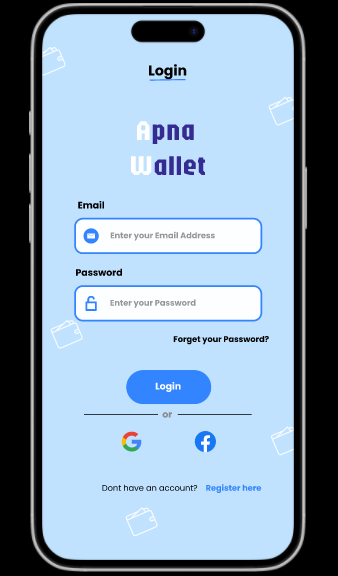 Login
Apna
Wallet
Email
Enter your Email Address
Password
Enter your Password
Forget your Password?
Login
or
Dont have an account? Register here